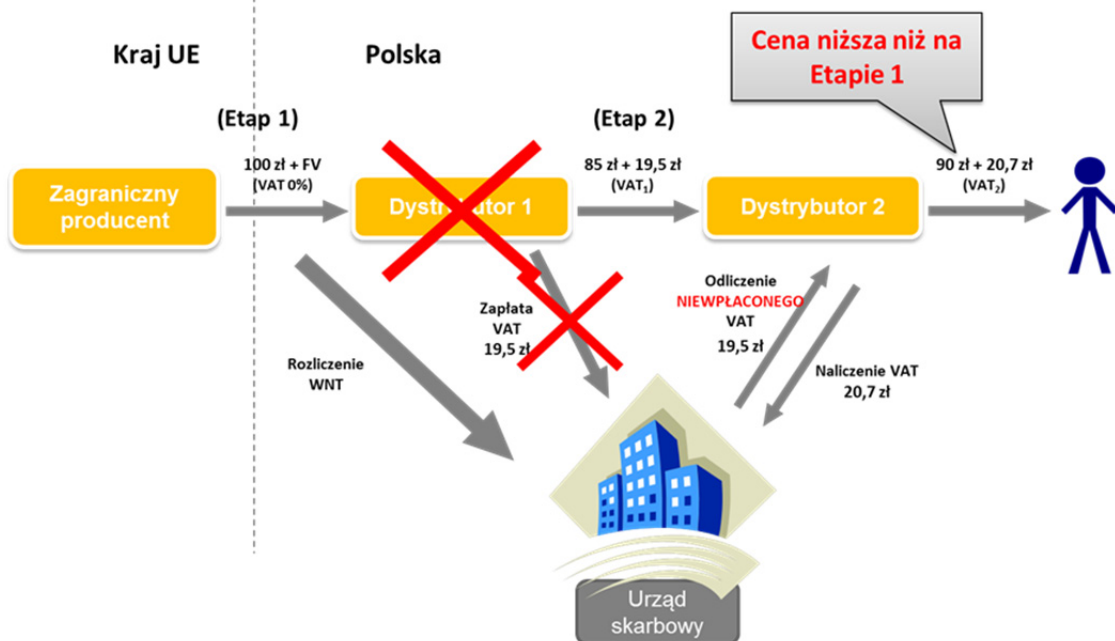 Kraj UE
Polska
Cena niższa niż na
Etapie 1
(Etap 1)
(Etap 2)
100 zł + FV
(VAT 0%)
85 zł + 19,5 zł
(VAT₁)
90 zł + 20,7 zł
(VAT₂)
Zagraniczny
producent
Dystrybutor 1
Dystrybutor 2
Rozliczenie
WNT
Zapłata
VAT
19,5 zł
Odliczenie
NIEWPŁACONEGO
VAT
19,5 zł
Naliczenie VAT
20,7 zł
Urząd
skarbowy